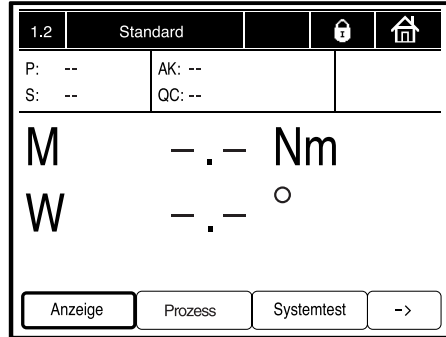 1.2 Standard
P: -- AK: --
S: -- QC: --
M –.– Nm
W –.– °
Anzeige Prozess Systemtest ->